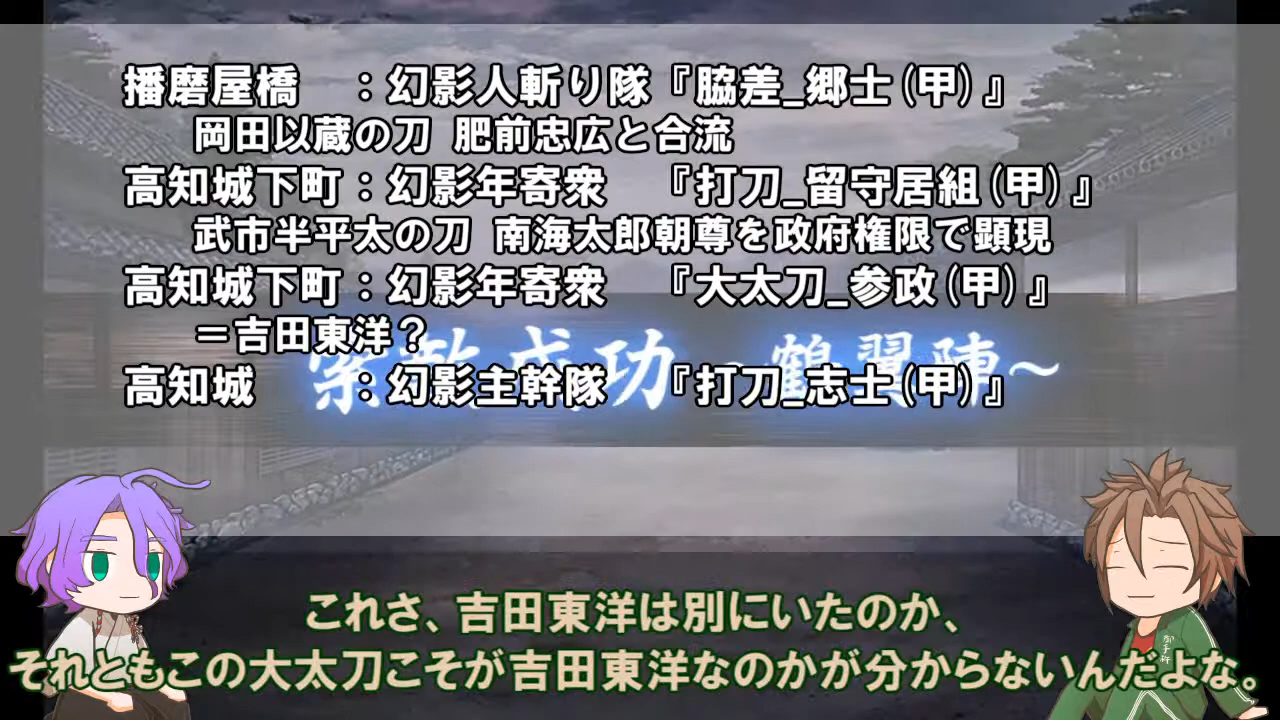 播磨屋橋　：幻影人斬り隊『脇差_郷士(甲)』
岡田以蔵の刀 肥前忠広と合流
高知城下町：幻影年寄衆　『打刀_留守居組(甲)』
武市半平太の刀 南海太郎朝尊を政府権限で顕現
高知城下町：幻影年寄衆　『大太刀_参政(甲)』
＝吉田東洋？
索敵成功 ~鶴翼陣~
高知城　　：幻影主幹隊　『打刀_志士(甲)』
これさ、吉田東洋は別にいたのか、
それともこの大太刀こそが吉田東洋なのかが分からないんだよな。